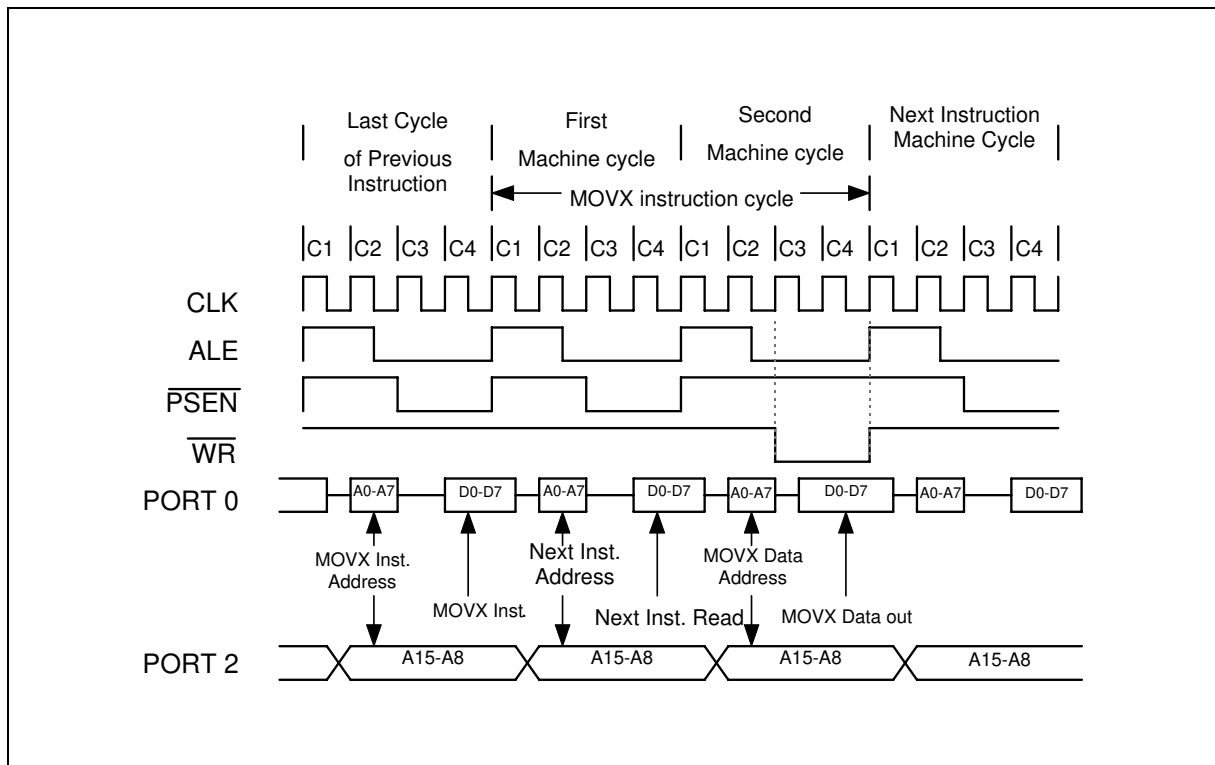 Last Cycle
of Previous
Instruction
First
Machine cycle
Second
Machine cycle
Next Instruction
Machine Cycle
MOVX instruction cycle
C1 C2 C3 C4 C1 C2 C3 C4 C1 C2 C3 C4 C1 C2 C3 C4
CLK
ALE
PSEN
WR
PORT 0
A0-A7 D0-D7 A0-A7 D0-D7 A0-A7 D0-D7 A0-A7 D0-D7
MOVX Inst.
Address
MOVX Inst.
Next Inst.
Address
Next Inst. Read
MOVX Data
Address
MOVX Data out
PORT 2
A15-A8 A15-A8 A15-A8 A15-A8